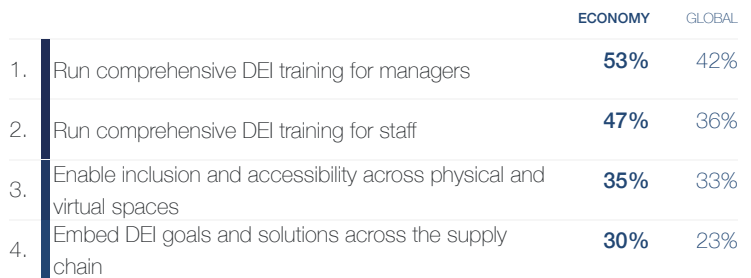 ECONOMY GLOBAL
1. Run comprehensive DEI training for managers 53% 42%
2. Run comprehensive DEI training for staff 47% 36%
3. Enable inclusion and accessibility across physical and
virtual spaces 35% 33%
4. Embed DEI goals and solutions across the supply
chain 30% 23%